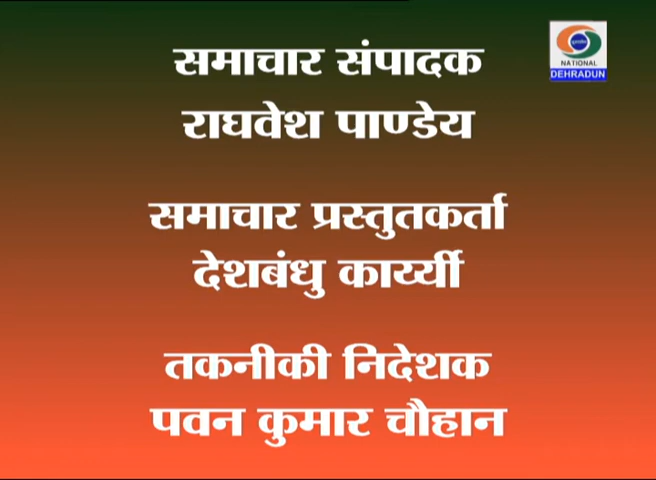 समाचार संपादक
राघवेश पाण्डेय
समाचार प्रस्तुतकर्ता
देशबंधु कार्य्यी
तकनीकी निदेशक
पवन कुमार चौहान
NATIONAL
DEHRADUN